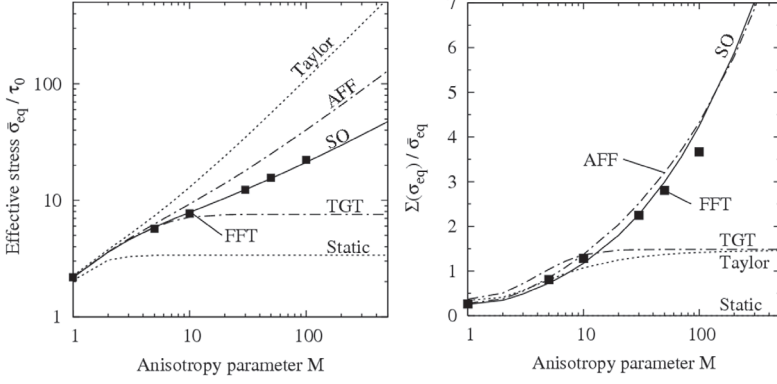 Effective stress σ̄eq / τ0
100
10
1
Taylor
AFF
SO
TGT
FFT
Static
1
10
100
Anisotropy parameter M
Σ(σeq) / σ̄eq
7
6
5
4
3
2
1
0
SO
AFF
FFT
TGT
Taylor
Static
1
10
100
Anisotropy parameter M